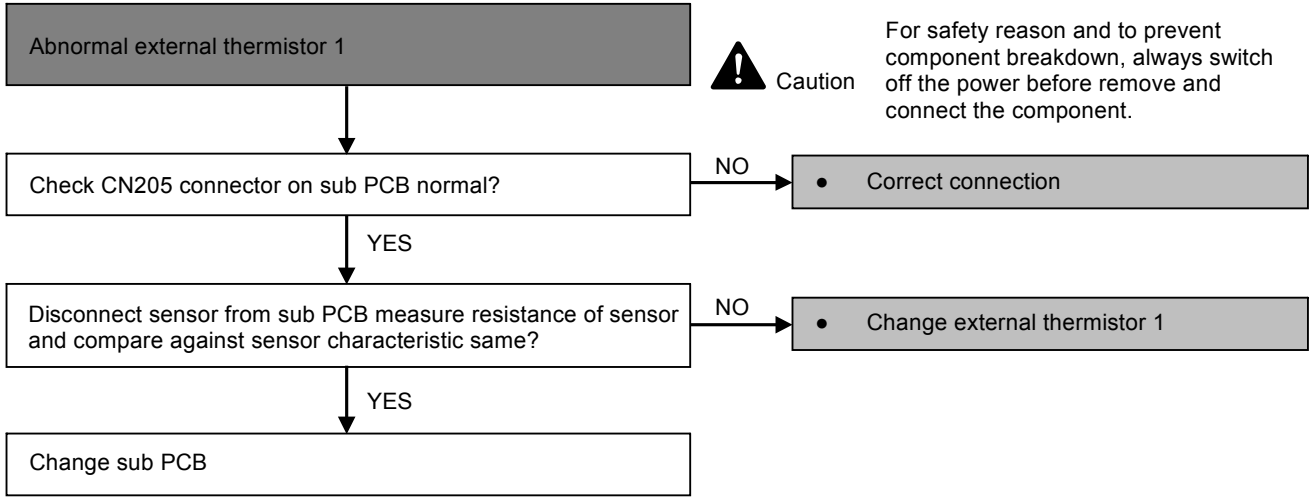 Abnormal external thermistor 1
Caution
For safety reason and to prevent
component breakdown, always switch
off the power before remove and
connect the component.
Check CN205 connector on sub PCB normal?
NO
● Correct connection
YES
Disconnect sensor from sub PCB measure resistance of sensor
and compare against sensor characteristic same?
NO
● Change external thermistor 1
YES
Change sub PCB